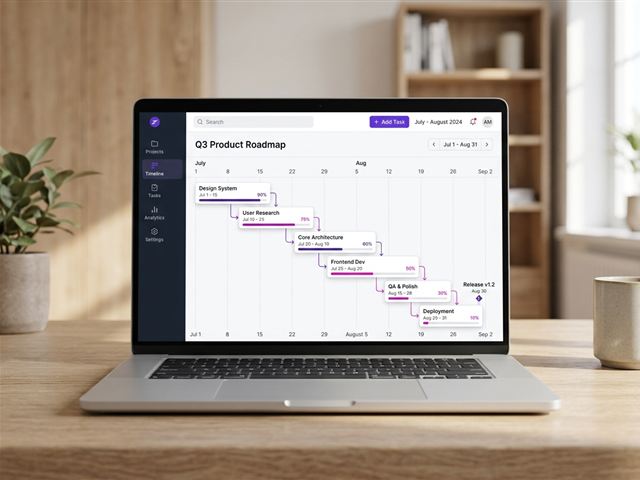 Search
+ Add Task
July - August 2024
AM
Projects
Timeline
Tasks
Analytics
Settings
Q3 Product Roadmap
Jul 1 - Aug 31
July
Aug
1 8 15 22 29 5 12 19 26 Sep 2
Design System
Jul 1 - 15
90%
User Research
Jul 10 - 25
75%
Core Architecture
Jul 20 - Aug 10
60%
Frontend Dev
Jul 25 - Aug 20
50%
QA & Polish
Aug 15 - 28
30%
Release v1.2
Aug 30
Deployment
Aug 25 - 31
10%
Jul 1 8 15 22 29 August 5 12 19 26 Sep 2